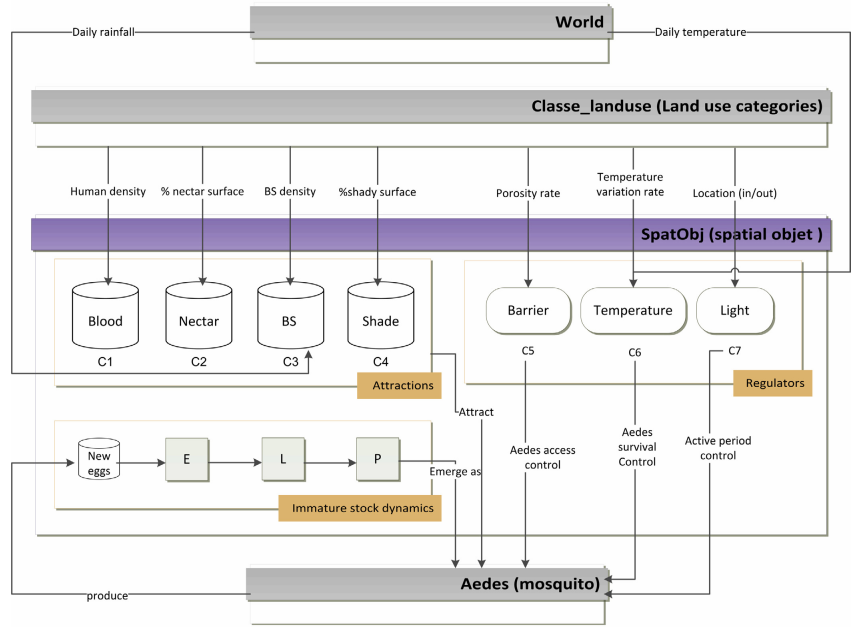 World
Daily rainfall
Daily temperature
Classe_landuse (Land use categories)
Human density
% nectar surface
BS density
%shady surface
Porosity rate
Temperature
variation rate
Location (in/out)
SpatObj (spatial objet )
Blood
Nectar
BS
Shade
Barrier
Temperature
Light
C1
C2
C3
C4
C5
C6
C7
Attractions
Regulators
Attract
New
eggs
E
L
P
Emerge as
Aedes access
control
Aedes
survival
Control
Active period
control
Immature stock dynamics
Aedes (mosquito)
produce